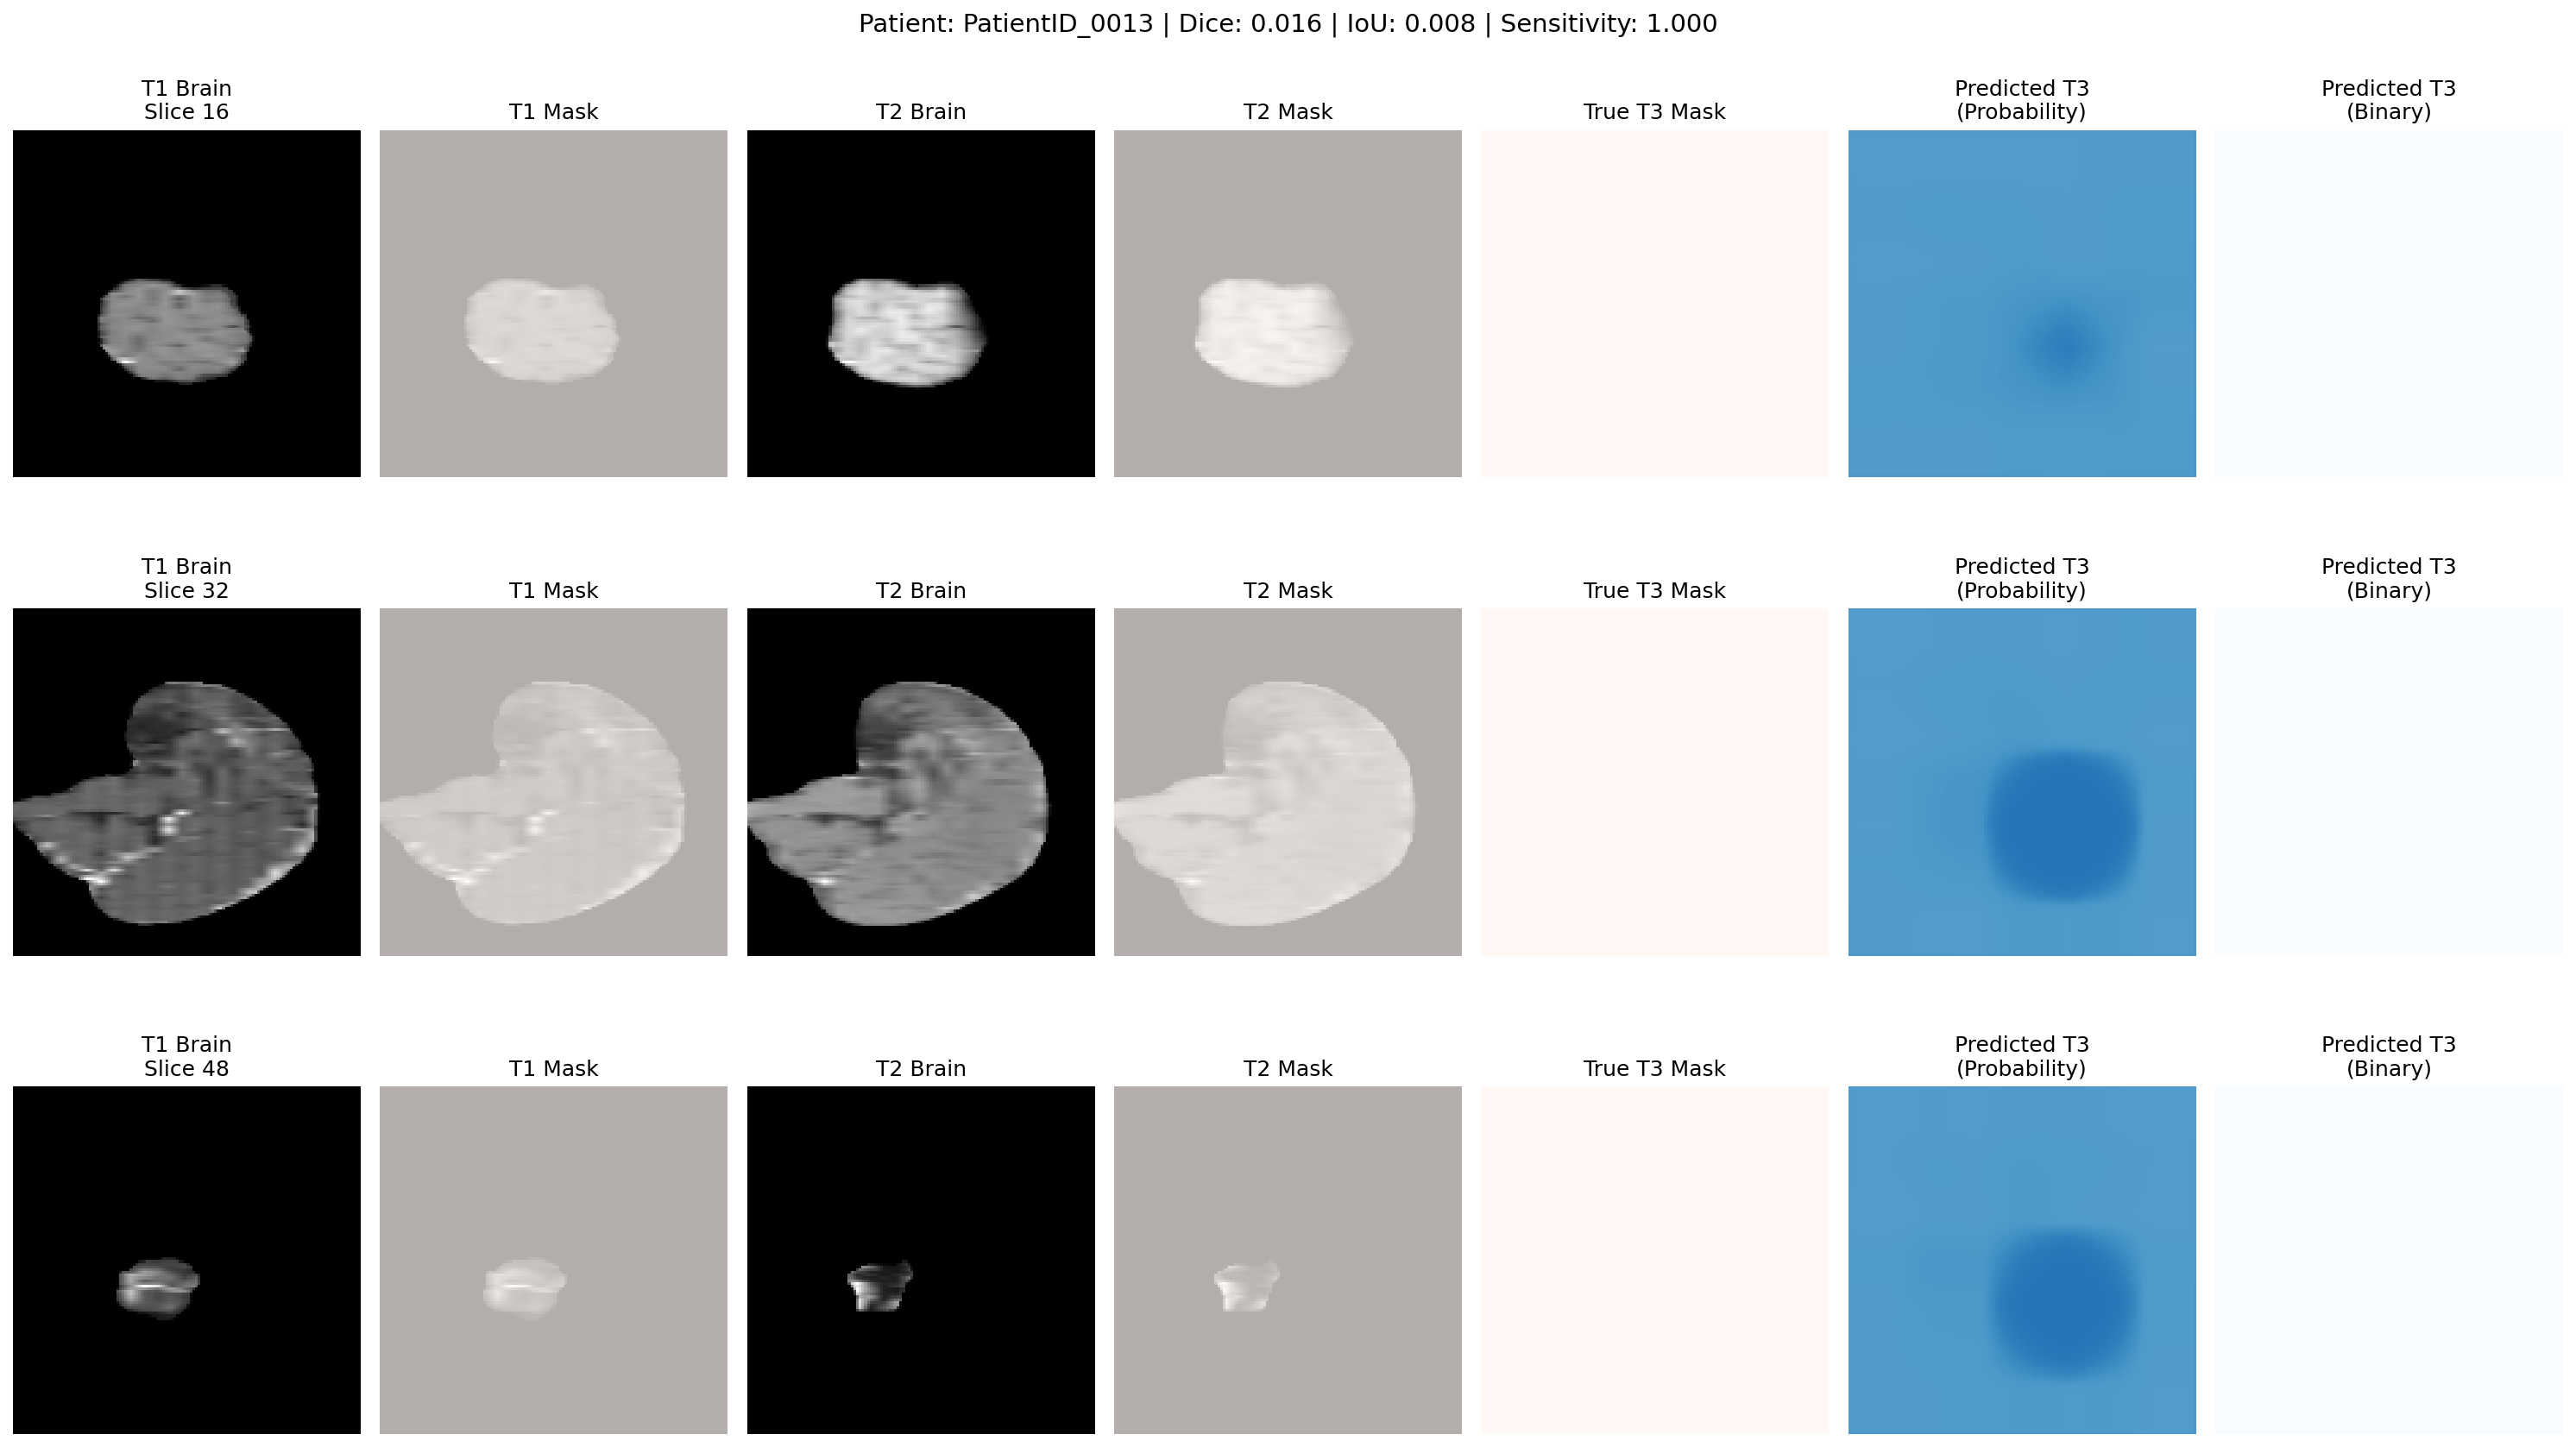 Patient: PatientID_0013 | Dice: 0.016 | IoU: 0.008 | Sensitivity: 1.000
T1 Brain
Slice 16
T1 Mask
T2 Brain
T2 Mask
True T3 Mask
Predicted T3
(Probability)
Predicted T3
(Binary)
T1 Brain
Slice 32
T1 Mask
T2 Brain
T2 Mask
True T3 Mask
Predicted T3
(Probability)
Predicted T3
(Binary)
T1 Brain
Slice 48
T1 Mask
T2 Brain
T2 Mask
True T3 Mask
Predicted T3
(Probability)
Predicted T3
(Binary)